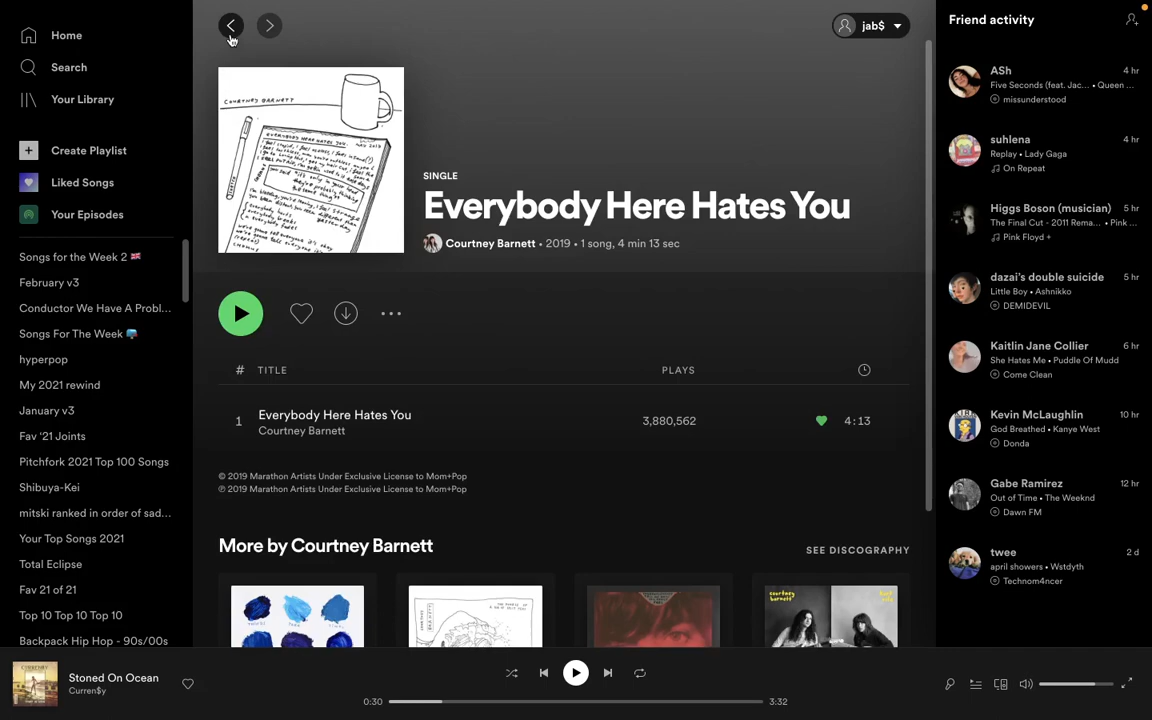 Home
Search
Your Library
Create Playlist
Liked Songs
Your Episodes
Songs for the Week 2 🇬🇧
February v3
Conductor We Have A Probl...
Songs For The Week
hyperpop
My 2021 rewind
January v3
Fav '21 Joints
Pitchfork 2021 Top 100 Songs
Shibuya-Kei
mitski ranked in order of sad...
Your Top Songs 2021
Total Eclipse
Fav 21 of 21
Top 10 Top 10 Top 10
Backpack Hip Hop - 90s/00s
jab$
COURTNEY BARNETT
EVERYBODY HERE HATES YOU
SINGLE
Everybody Here Hates You
Courtney Barnett • 2019 • 1 song, 4 min 13 sec
# TITLE PLAYS
1 Everybody Here Hates You 3,880,562 4:13
Courtney Barnett
© 2019 Marathon Artists Under Exclusive License to Mom+Pop
℗ 2019 Marathon Artists Under Exclusive License to Mom+Pop
More by Courtney Barnett
SEE DISCOGRAPHY
courtney
barnett
Friend activity
ASh 4 hr
Five Seconds (feat. Jac... • Queen ...
missunderstood
suhlena 4 hr
Replay • Lady Gaga
On Repeat
Higgs Boson (musician) 5 hr
The Final Cut - 2011 Rema... • Pink ...
Pink Floyd +
dazai's double suicide 5 hr
Little Boy • Ashnikko
DEMIDEVIL
Kaitlin Jane Collier 6 hr
She Hates Me • Puddle Of Mudd
Come Clean
Kevin McLaughlin 10 hr
God Breathed • Kanye West
Donda
Gabe Ramirez 12 hr
Out of Time • The Weeknd
Dawn FM
twee 2 d
april showers • Wstdyth
Technom4ncer
Stoned On Ocean
Curren$y
0:30
3:32